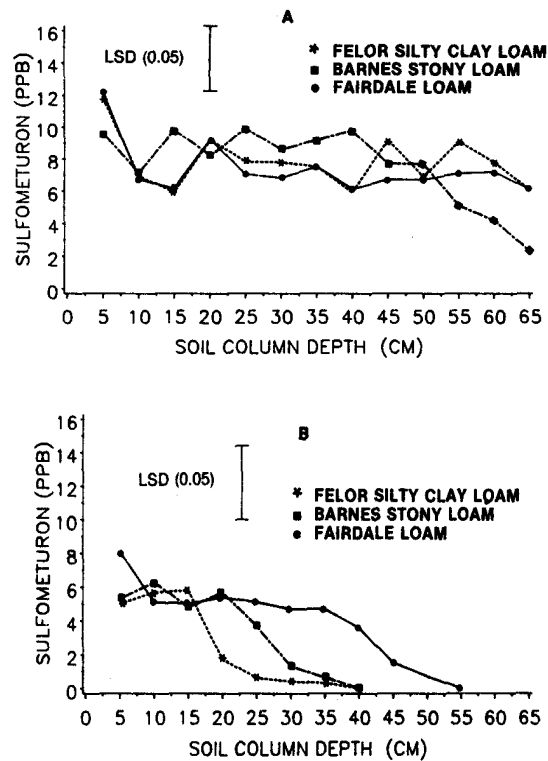 A
SULFOMETURON (PPB)
16
14
12
10
8
6
4
2
0
LSD (0.05)
FELOR SILTY CLAY LOAM
BARNES STONY LOAM
FAIRDALE LOAM
0 5 10 15 20 25 30 35 40 45 50 55 60 65
SOIL COLUMN DEPTH (CM)
B
SULFOMETURON (PPB)
16
14
12
10
8
6
4
2
0
LSD (0.05)
FELOR SILTY CLAY LOAM
BARNES STONY LOAM
FAIRDALE LOAM
0 5 10 15 20 25 30 35 40 45 50 55 60 65
SOIL COLUMN DEPTH (CM)